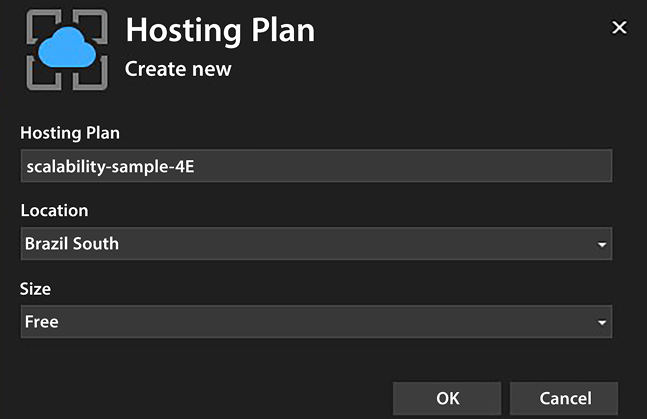 Hosting Plan
Create new
Hosting Plan
scalability-sample-4E
Location
Brazil South
Size
Free
OK Cancel